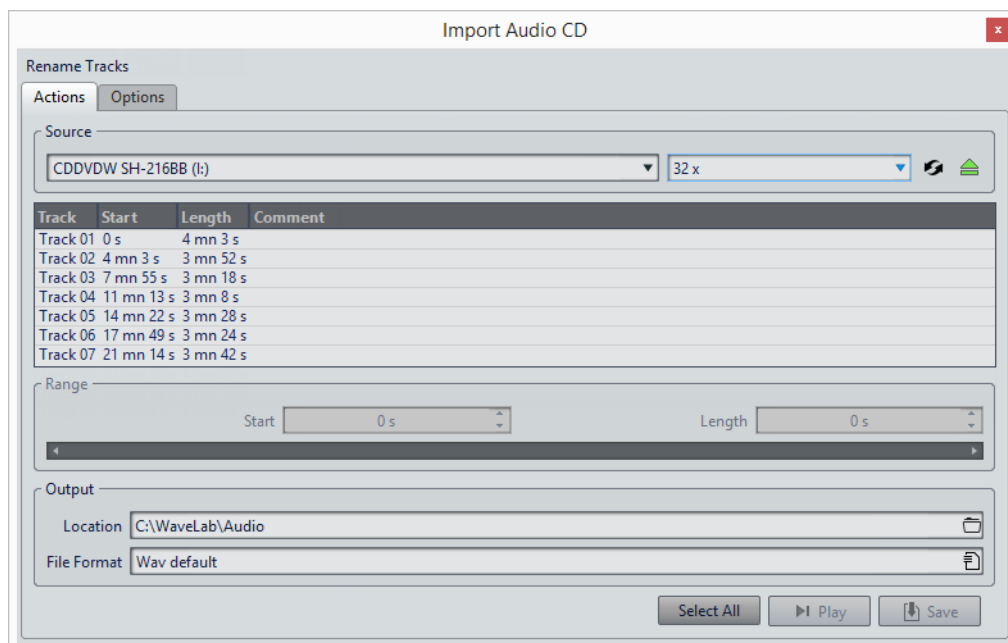 Import Audio CD
x
Rename Tracks
Actions Options
Source
CDDVDW SH-216BB (I:) 32 x
Track Start Length Comment
Track 01 0 s 4 mn 3 s
Track 02 4 mn 3 s 3 mn 52 s
Track 03 7 mn 55 s 3 mn 18 s
Track 04 11 mn 13 s 3 mn 8 s
Track 05 14 mn 22 s 3 mn 28 s
Track 06 17 mn 49 s 3 mn 24 s
Track 07 21 mn 14 s 3 mn 42 s
Range
Start 0 s Length 0 s
Output
Location C:\WaveLab\Audio
File Format Wav default
Select All Play Save